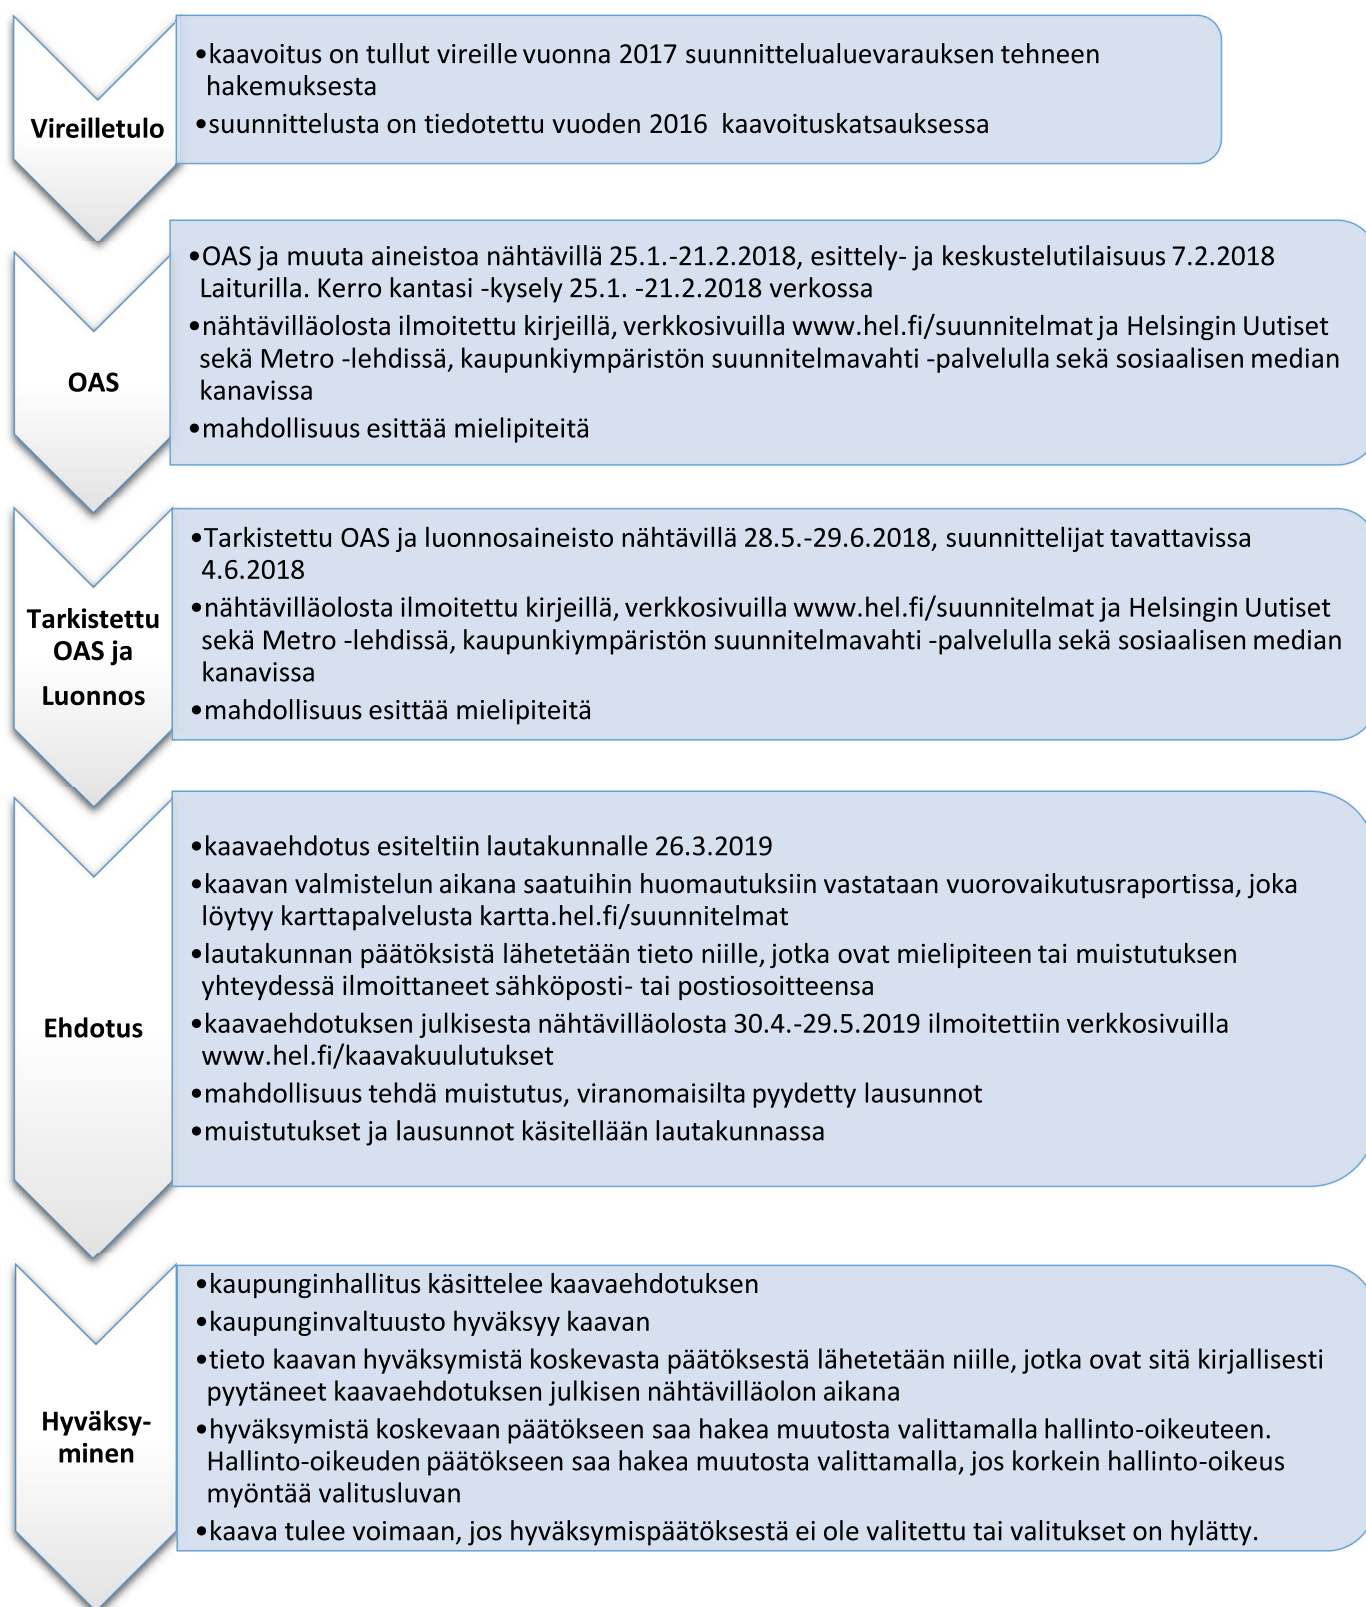 Vireilletulo
•kaavoitus on tullut vireille vuonna 2017 suunnittelualuevarauksen tehneen
hakemuksesta
•suunnittelusta on tiedotettu vuoden 2016 kaavoituskatsauksessa
OAS
•OAS ja muuta aineistoa nähtävillä 25.1.-21.2.2018, esittely- ja keskustelutilaisuus 7.2.2018
Laiturilla. Kerro kantasi -kysely 25.1. -21.2.2018 verkossa
•nähtävilläolosta ilmoitettu kirjeillä, verkkosivuilla www.hel.fi/suunnitelmat ja Helsingin Uutiset
sekä Metro -lehdissä, kaupunkiympäristön suunnitelmavahti -palvelulla sekä sosiaalisen median
kanavissa
•mahdollisuus esittää mielipiteitä
Tarkistettu
OAS ja
Luonnos
•Tarkistettu OAS ja luonnosaineisto nähtävillä 28.5.-29.6.2018, suunnittelijat tavattavissa
4.6.2018
•nähtävilläolosta ilmoitettu kirjeillä, verkkosivuilla www.hel.fi/suunnitelmat ja Helsingin Uutiset
sekä Metro -lehdissä, kaupunkiympäristön suunnitelmavahti -palvelulla sekä sosiaalisen median
kanavissa
•mahdollisuus esittää mielipiteitä
Ehdotus
•kaavaehdotus esiteltiin lautakunnalle 26.3.2019
•kaavan valmistelun aikana saatuihin huomautuksiin vastataan vuorovaikutusraportissa, joka
löytyy karttapalvelusta kartta.hel.fi/suunnitelmat
•lautakunnan päätöksistä lähetetään tieto niille, jotka ovat mielipiteen tai muistutuksen
yhteydessä ilmoittaneet sähköposti- tai postiosoitteensa
•kaavaehdotuksen julkisesta nähtävilläolosta 30.4.-29.5.2019 ilmoitettiin verkkosivuilla
www.hel.fi/kaavakuulutukset
•mahdollisuus tehdä muistutus, viranomaisilta pyydetty lausunnot
•muistutukset ja lausunnot käsitellään lautakunnassa
Hyväksy-
minen
•kaupunginhallitus käsittelee kaavaehdotuksen
•kaupunginvaltuusto hyväksyy kaavan
•tieto kaavan hyväksymistä koskevasta päätöksestä lähetetään niille, jotka ovat sitä kirjallisesti
pyytäneet kaavaehdotuksen julkisen nähtävilläolon aikana
•hyväksymistä koskevaan päätökseen saa hakea muutosta valittamalla hallinto-oikeuteen.
Hallinto-oikeuden päätökseen saa hakea muutosta valittamalla, jos korkein hallinto-oikeus
myöntää valitusluvan
•kaava tulee voimaan, jos hyväksymispäätöksestä ei ole valitettu tai valitukset on hylätty.